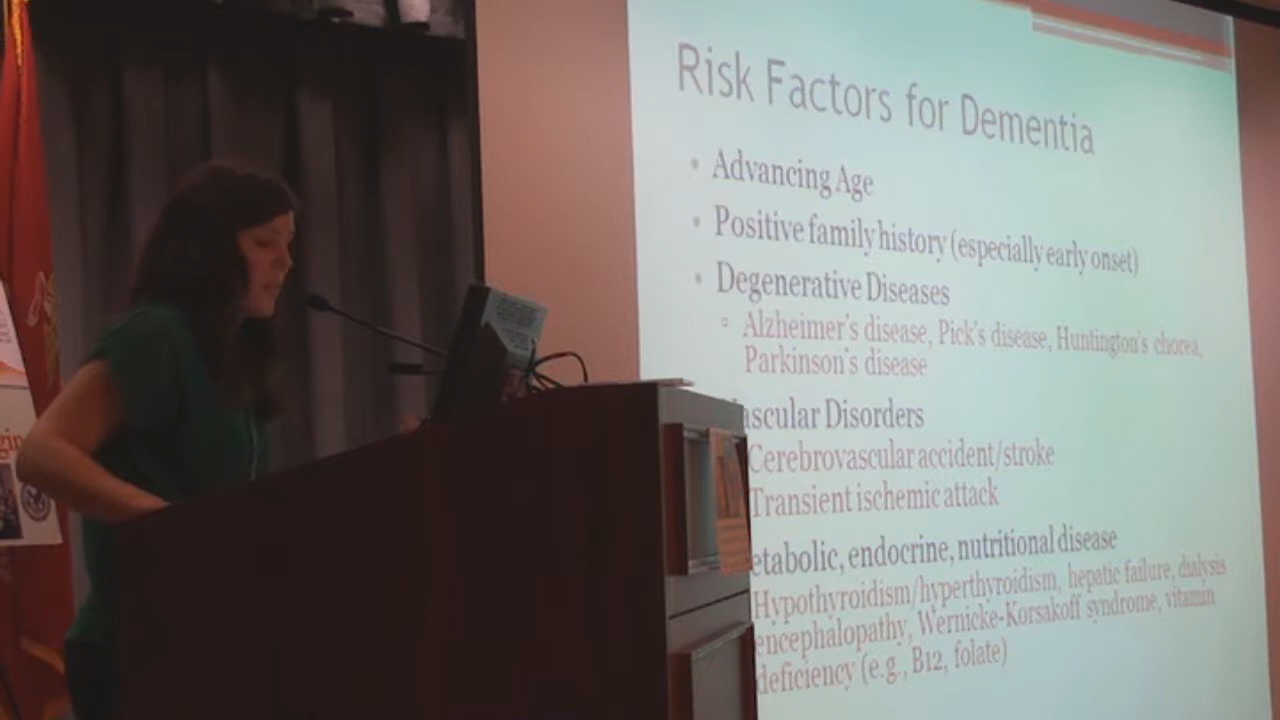 Risk Factors for Dementia
Advancing Age
Positive family history (especially early onset)
Degenerative Diseases
Alzheimer's disease, Pick's disease, Huntington's chorea,
Parkinson's disease
ascular Disorders
Cerebrovascular accident/stroke
Transient ischemic attack
etabolic, endocrine, nutritional disease
Hypothyroidism/hyperthyroidism, hepatic failure, dialysis
encephalopathy, Wernicke-Korsakoff syndrome, vitamin
deficiency (e.g., B12, folate)